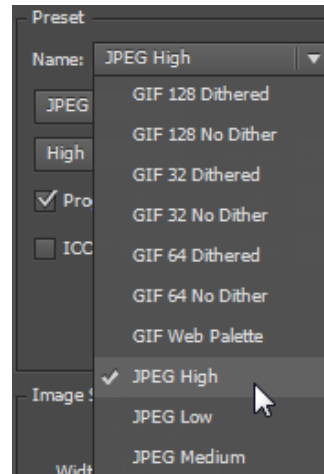 Preset
Name: JPEG High
JPEG
GIF 128 Dithered
GIF 128 No Dither
High
GIF 32 Dithered
GIF 32 No Dither
ICC
GIF 64 Dithered
GIF 64 No Dither
GIF Web Palette
JPEG High
Image
JPEG Low
JPEG Medium